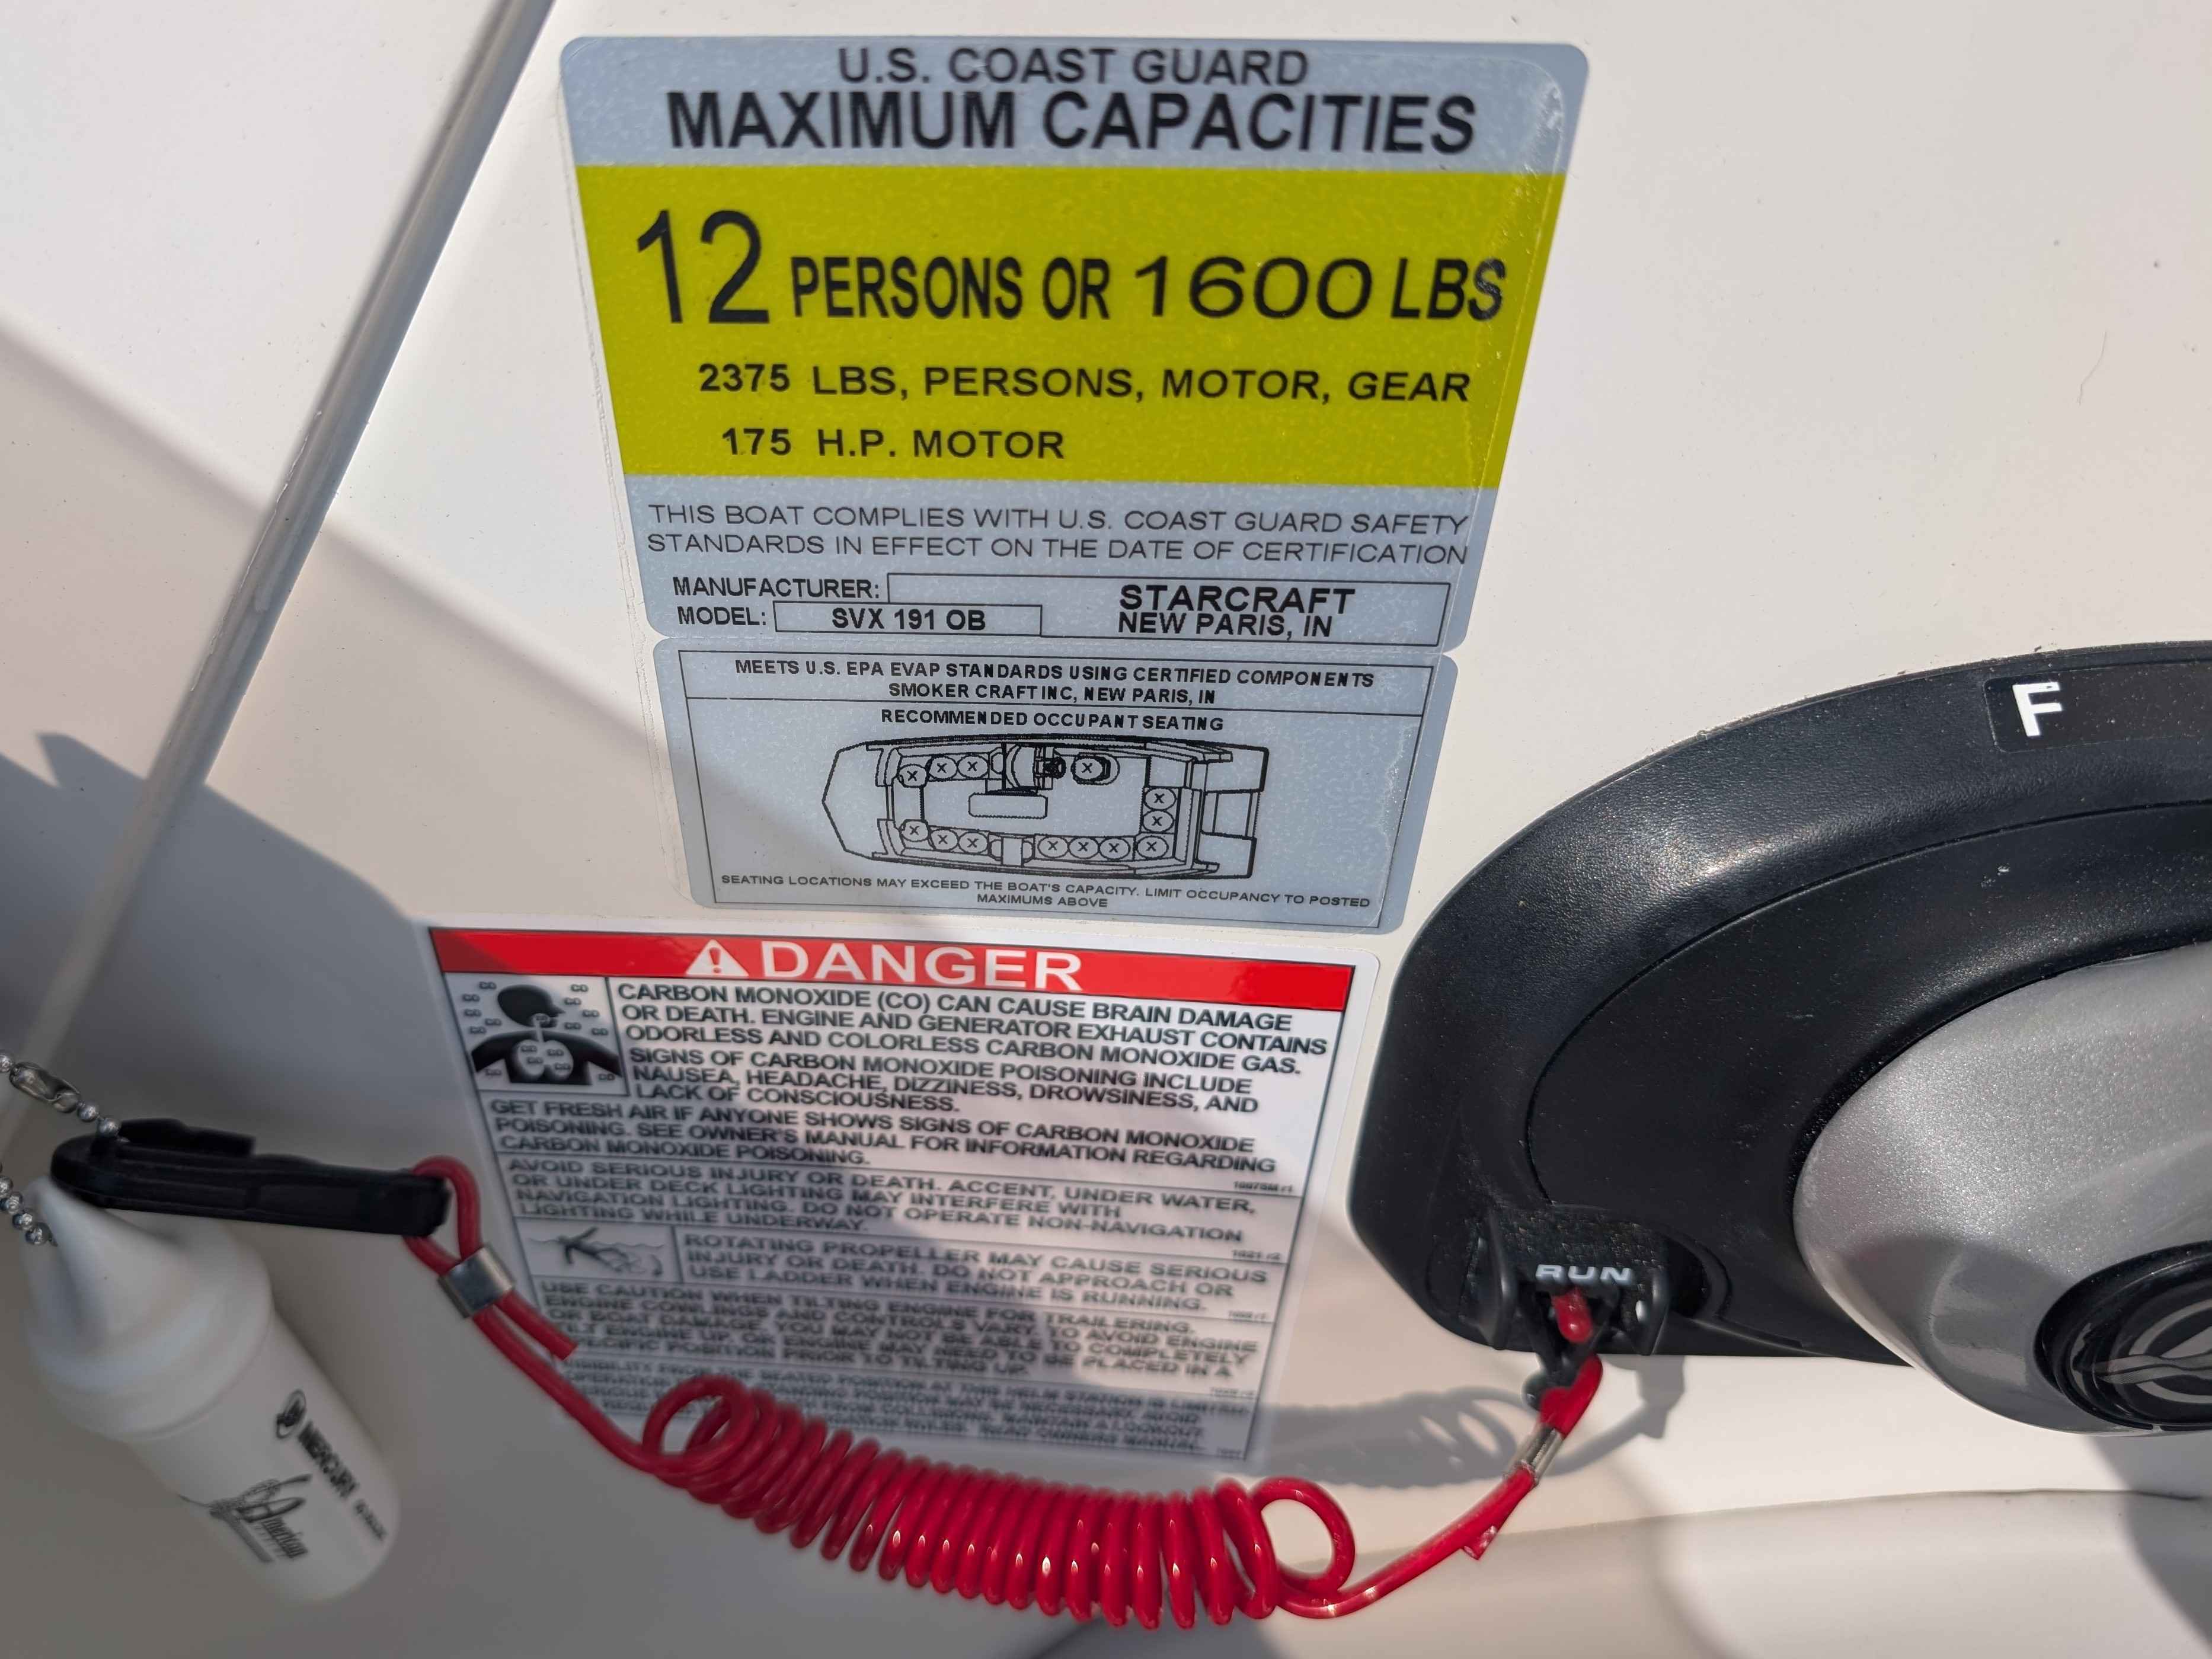 U.S. COAST GUARD
MAXIMUM CAPACITIES
12 PERSONS OR 1600 LBS
2375 LBS, PERSONS, MOTOR, GEAR
175 H.P. MOTOR
THIS BOAT COMPLIES WITH U.S. COAST GUARD SAFETY
STANDARDS IN EFFECT ON THE DATE OF CERTIFICATION
MANUFACTURER: STARCRAFT
MODEL: SVX 191 OB NEW PARIS, IN
MEETS U.S. EPA EVAP STANDARDS USING CERTIFIED COMPONENTS
SMOKER CRAFT INC, NEW PARIS, IN
RECOMMENDED OCCUPANT SEATING
SEATING LOCATIONS MAY EXCEED THE BOAT'S CAPACITY. LIMIT OCCUPANCY TO POSTED
MAXIMUMS ABOVE
DANGER
CARBON MONOXIDE (CO) CAN CAUSE BRAIN DAMAGE
OR DEATH. ENGINE AND GENERATOR EXHAUST CONTAINS
ODORLESS AND COLORLESS CARBON MONOXIDE GAS.
SIGNS OF CARBON MONOXIDE POISONING INCLUDE
NAUSEA, HEADACHE, DIZZINESS, DROWSINESS, AND
LACK OF CONSCIOUSNESS.
GET FRESH AIR IF ANYONE SHOWS SIGNS OF CARBON MONOXIDE
POISONING. SEE OWNER'S MANUAL FOR INFORMATION REGARDING
CARBON MONOXIDE POISONING.
AVOID SERIOUS INJURY OR DEATH. ACCENT, UNDER WATER,
OR UNDER DECK LIGHTING MAY INTERFERE WITH
NAVIGATION LIGHTING. DO NOT OPERATE NON-NAVIGATION
LIGHTING WHILE UNDERWAY.
ROTATING PROPELLER MAY CAUSE SERIOUS
INJURY OR DEATH. DO NOT APPROACH OR
USE LADDER WHEN ENGINE IS RUNNING.
USE CAUTION WHEN TILTING ENGINE FOR TRAILERING.
ENGINE COWLINGS AND CONTROLS VARY. TO AVOID ENGINE
OR BOAT DAMAGE, YOU MAY NOT BE ABLE TO COMPLETELY
ENGINE UP, OR ENGINE MAY NEED TO BE PLACED IN A
POSITION PRIOR TO TILTING UP.
F
RUN
MERCURY
American